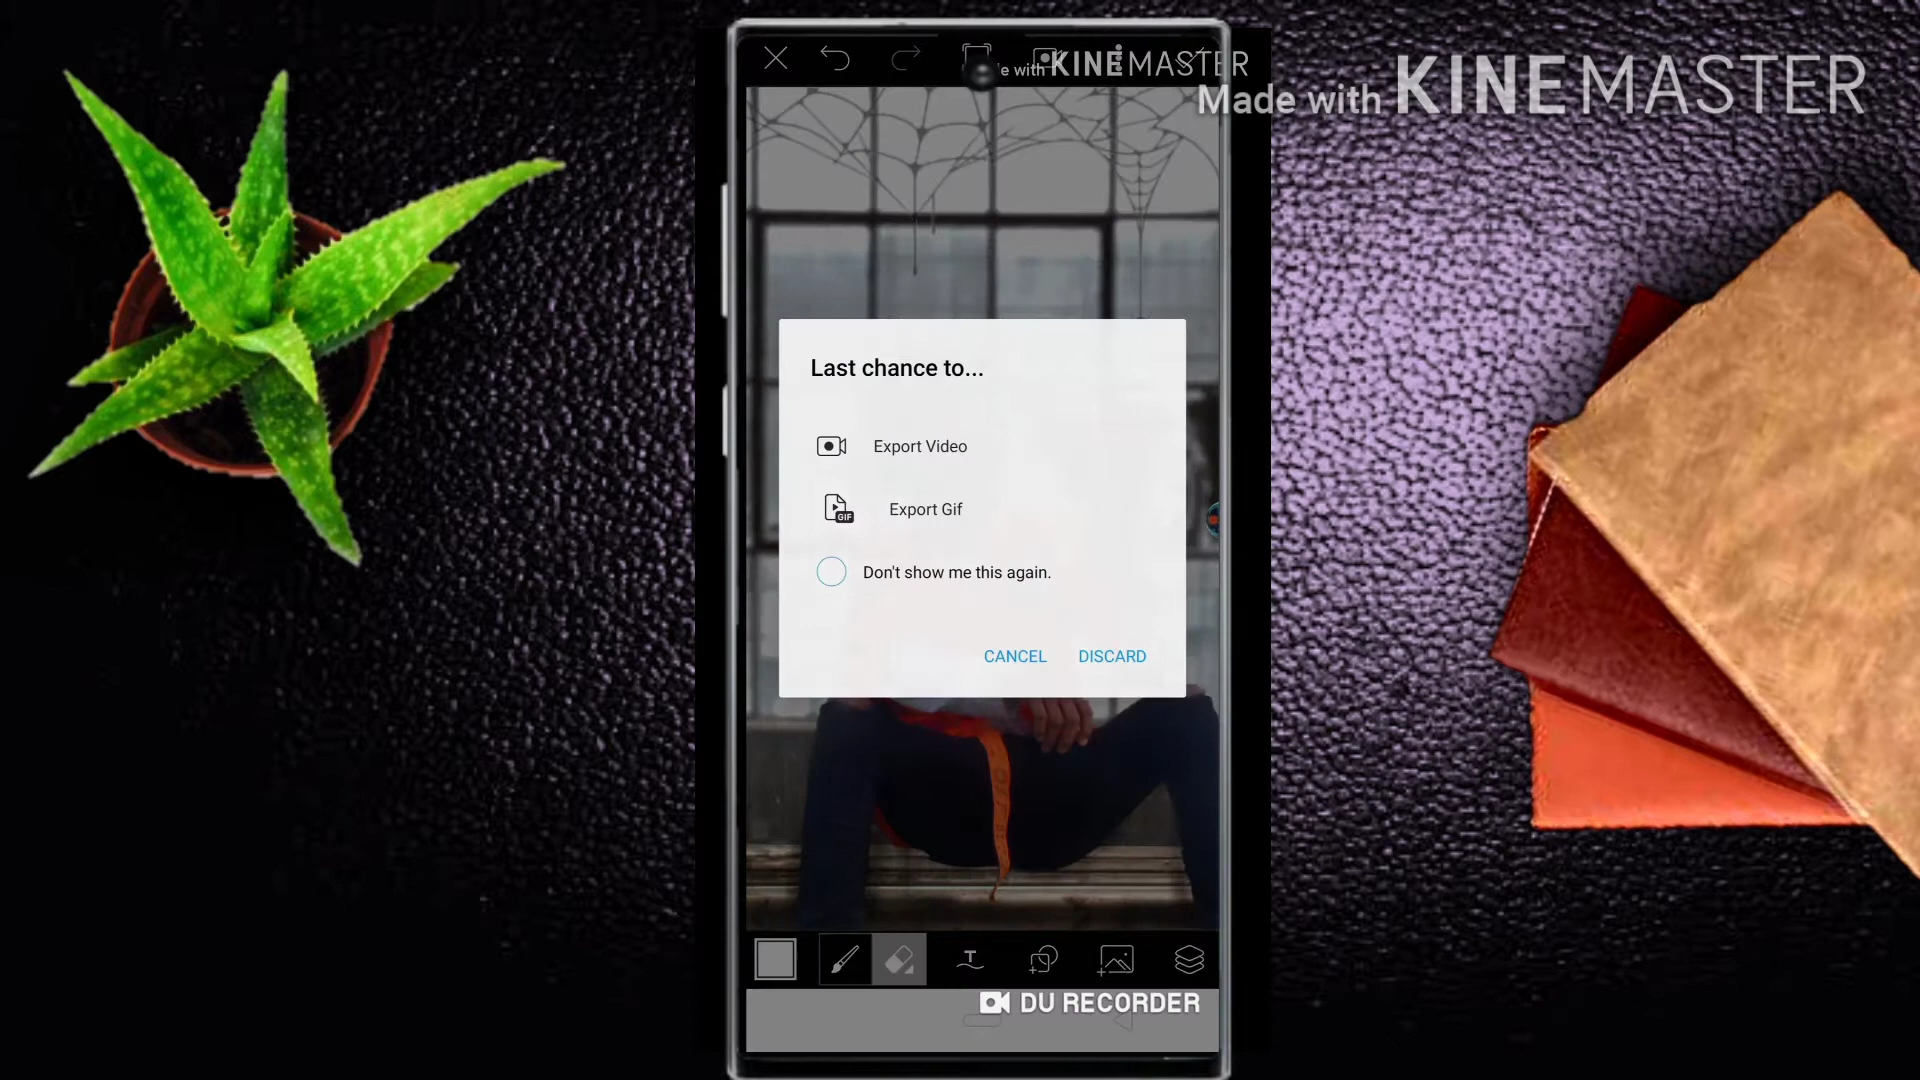 e with KINEMASTER
Made with KINEMASTER
Last chance to...
Export Video
GIF
Export Gif
Don't show me this again.
CANCEL
DISCARD
T
DU RECORDER